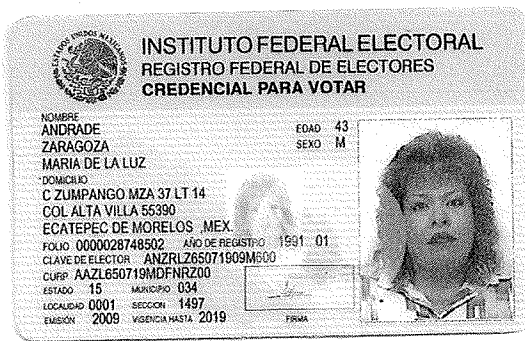 INSTITUTO FEDERAL ELECTORAL
REGISTRO FEDERAL DE ELECTORES
CREDENCIAL PARA VOTAR
NOMBRE
ANDRADE
ZARAGOZA
MARIA DE LA LUZ
EDAD 43
SEXO M
DOMICILIO
C ZUMPANGO MZA 37 LT 14
COL ALTA VILLA 55390
ECATEPEC DE MORELOS ,MEX.
FOLIO 0000028748502 AÑO DE REGISTRO 1991 01
CLAVE DE ELECTOR ANZRLZ65071909M600
CURP AAZL650719MDFNRZ00
ESTADO 15 MUNICIPIO 034
LOCALIDAD 0001 SECCION 1497
EMISIÓN 2009 VIGENCIA HASTA 2019
FIRMA